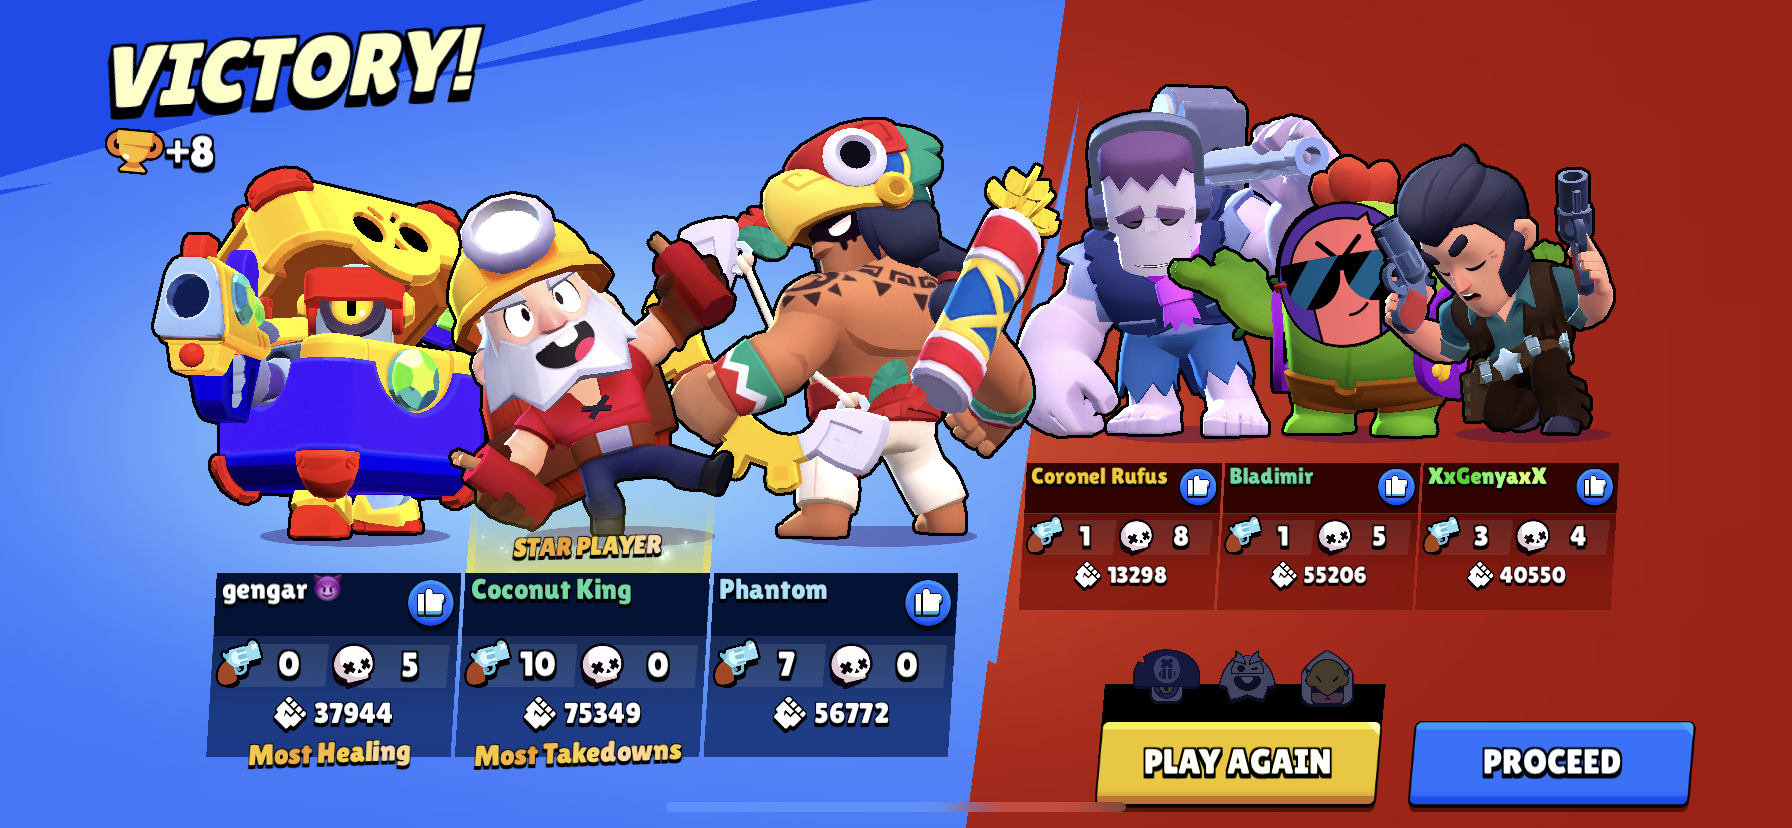 VICTORY!
+8
STAR PLAYER
gengar 😈
0 5
37944
Most Healing
Coconut King
10 0
75349
Most Takedowns
Phantom
7 0
56772
Coronel Rufus
1 8
13298
Bladimir
1 5
55206
XxGenyaxX
3 4
40550
PLAY AGAIN
PROCEED